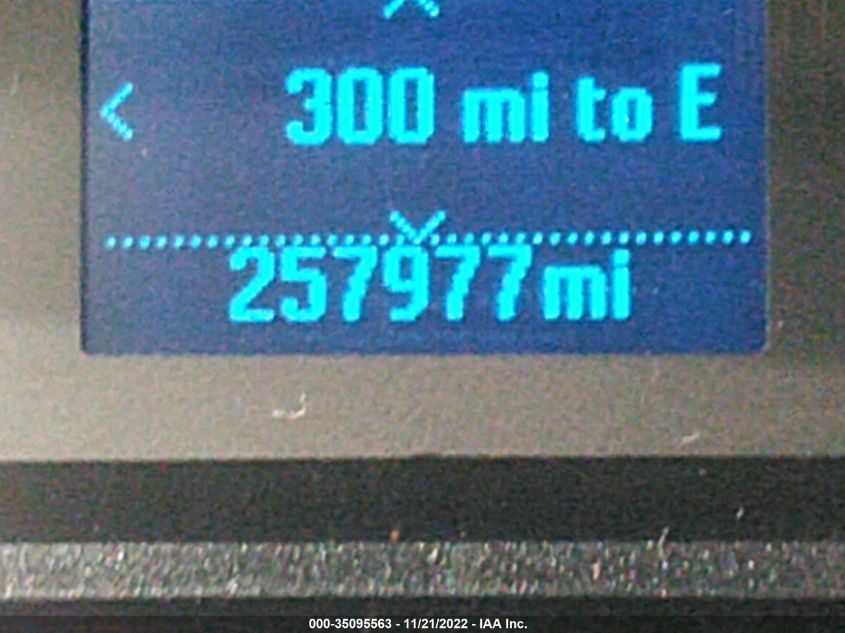 300 mi to E
257977mi
000-35095563 - 11/21/2022 - IAA Inc.